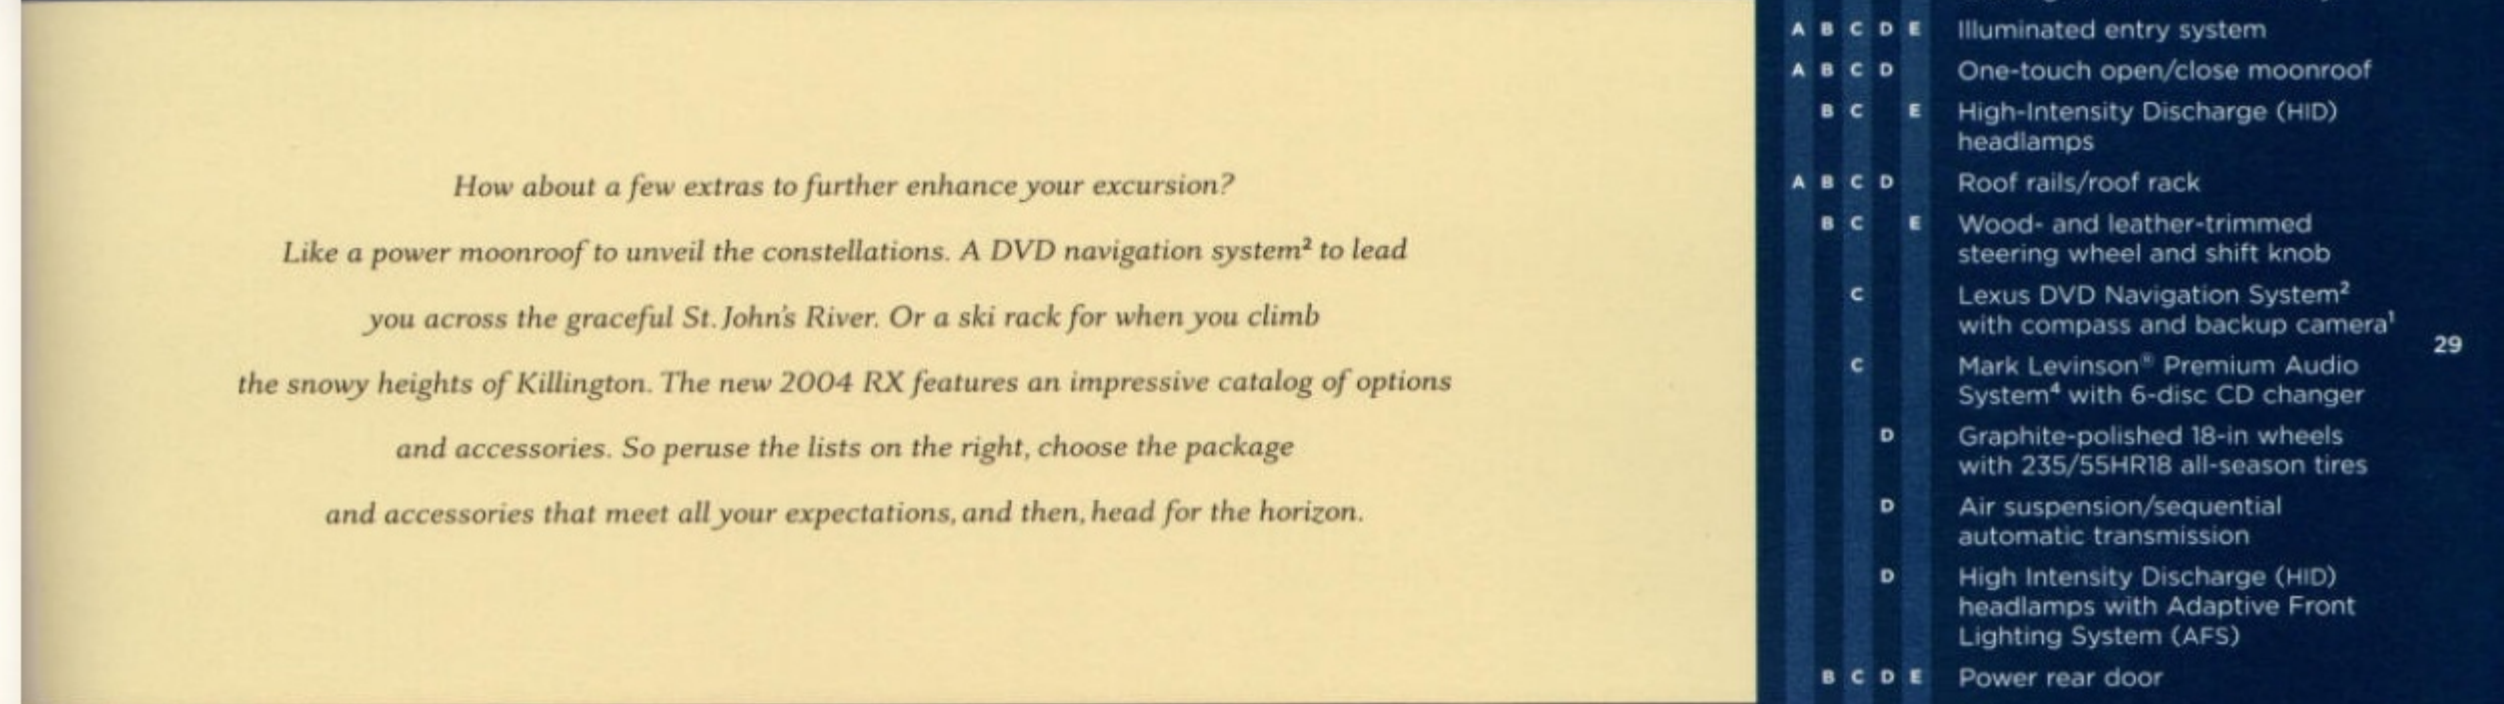 How about a few extras to further enhance your excursion?
Like a power moonroof to unveil the constellations. A DVD navigation system² to lead
you across the graceful St. John's River. Or a ski rack for when you climb
the snowy heights of Killington. The new 2004 RX features an impressive catalog of options
and accessories. So peruse the lists on the right, choose the package
and accessories that meet all your expectations, and then, head for the horizon.
A B C D E Illuminated entry system
A B C D One-touch open/close moonroof
B C E High-Intensity Discharge (HID)
headlamps
A B C D Roof rails/roof rack
B C E Wood- and leather-trimmed
steering wheel and shift knob
C Lexus DVD Navigation System²
with compass and backup camera¹
C Mark Levinson® Premium Audio
System⁴ with 6-disc CD changer
D Graphite-polished 18-in wheels
with 235/55HR18 all-season tires
D Air suspension/sequential
automatic transmission
D High Intensity Discharge (HID)
headlamps with Adaptive Front
Lighting System (AFS)
B C D E Power rear door
29